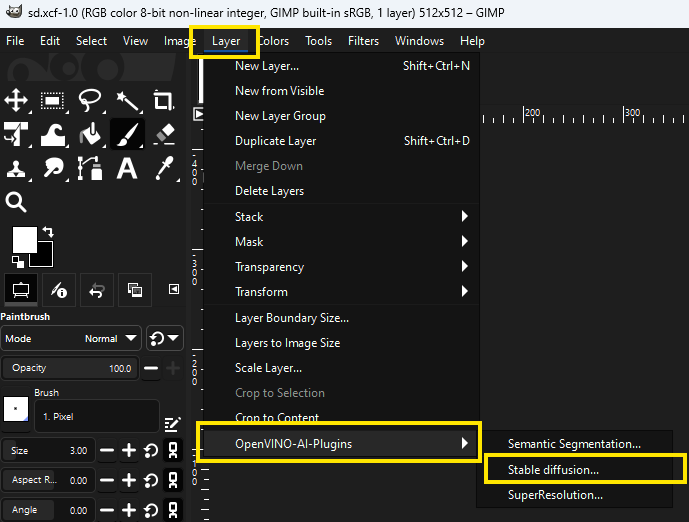 sd.xcf-1.0 (RGB color 8-bit non-linear integer, GIMP built-in sRGB, 1 layer) 512x512 – GIMP
File Edit Select View Image Layer Colors Tools Filters Windows Help
New Layer... Shift+Ctrl+N
New from Visible
New Layer Group
Duplicate Layer Shift+Ctrl+D
Merge Down
Delete Layers
Stack
Mask
Transparency
Transform
Layer Boundary Size...
Layers to Image Size
Scale Layer...
Crop to Selection
Crop to Content
OpenVINO-AI-Plugins
Semantic Segmentation...
Stable diffusion...
SuperResolution...
200 300
400
300
200
100
Paintbrush
Mode Normal
Opacity 100.0
Brush
1. Pixel
Size 3.00
Aspect R... 0.00
Angle 0.00